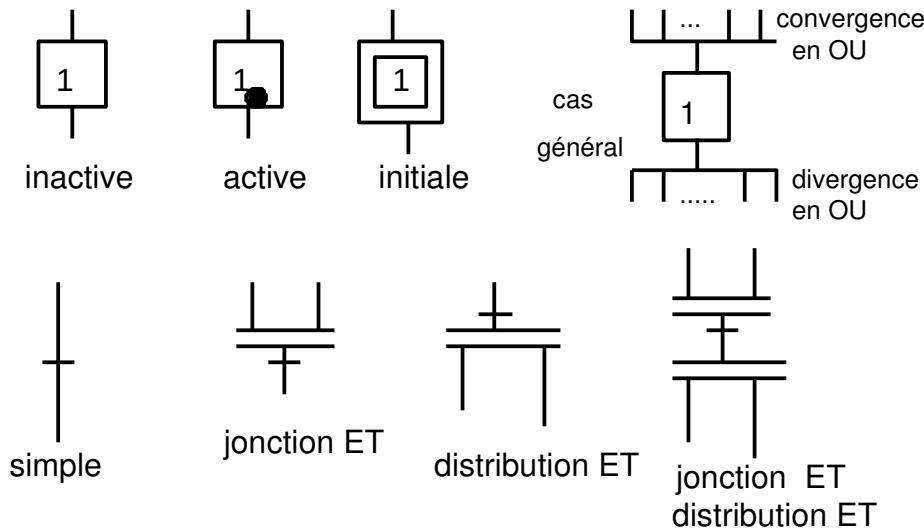 1
1
1
inactive
active
initiale
...
convergence
en OU
cas
général
1
.....
divergence
en OU
simple
jonction ET
distribution ET
jonction ET
distribution ET